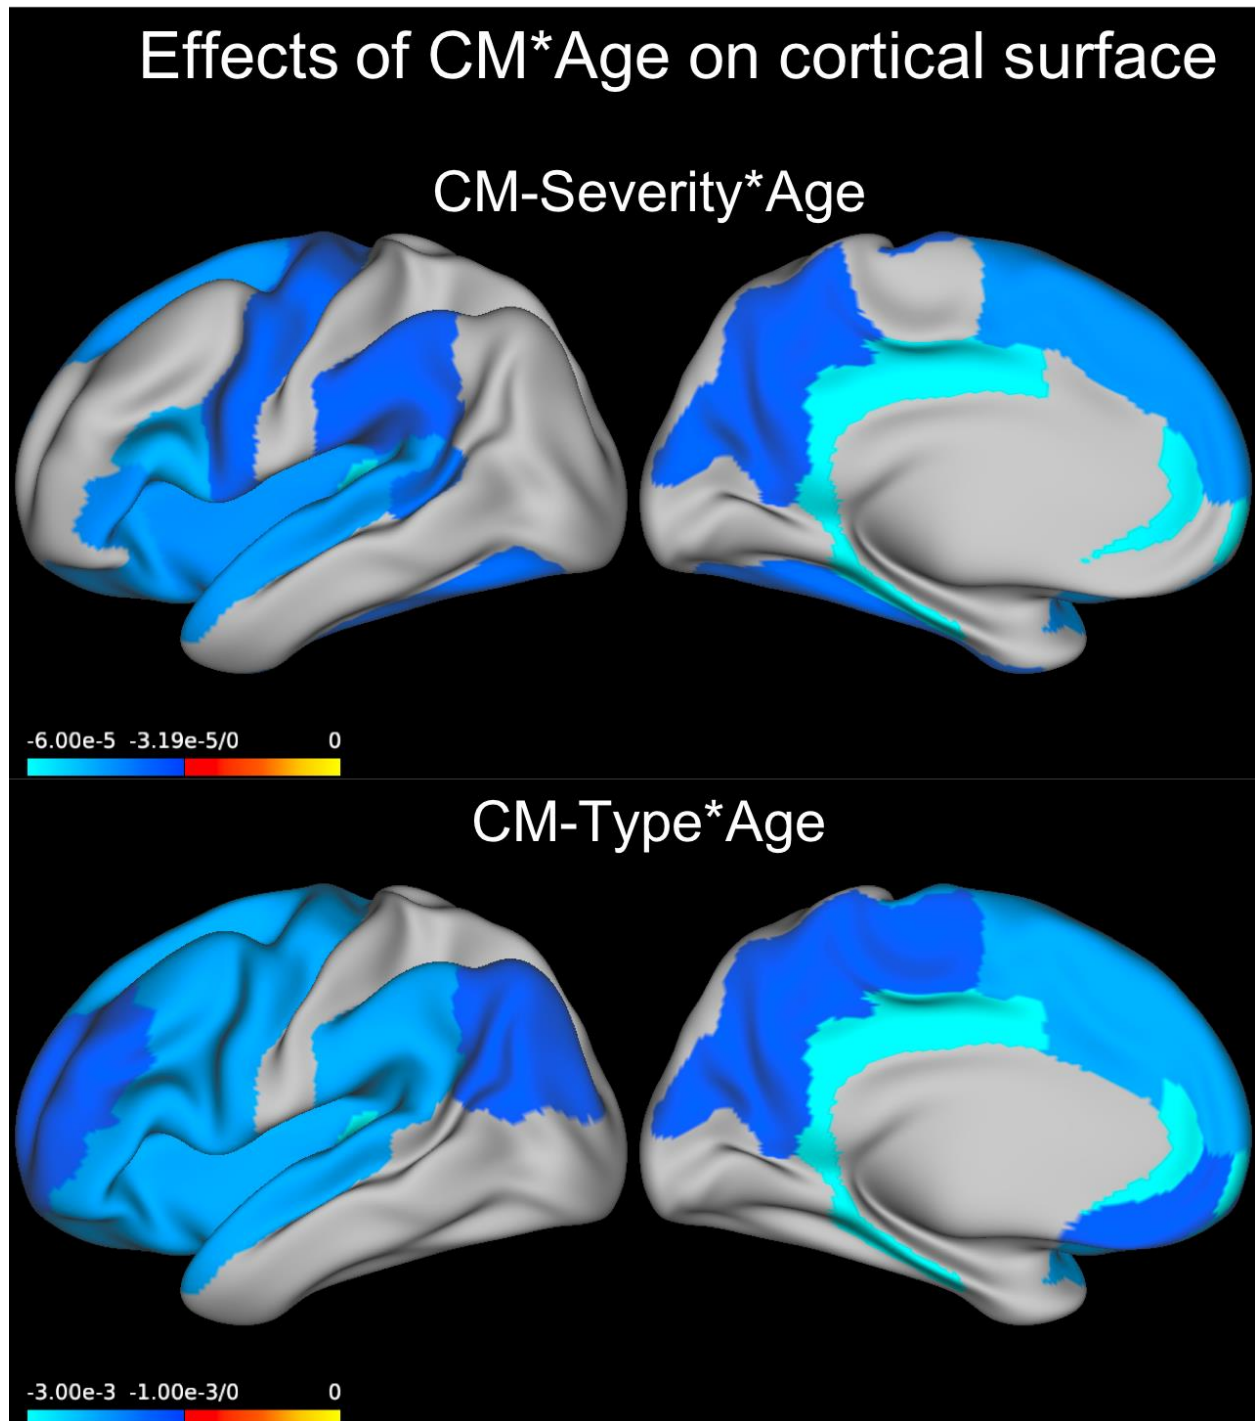 Effects of CM*Age on cortical surface
CM-Severity*Age
-6.00e-5 -3.19e-5/0 0
CM-Type*Age
-3.00e-3 -1.00e-3/0 0